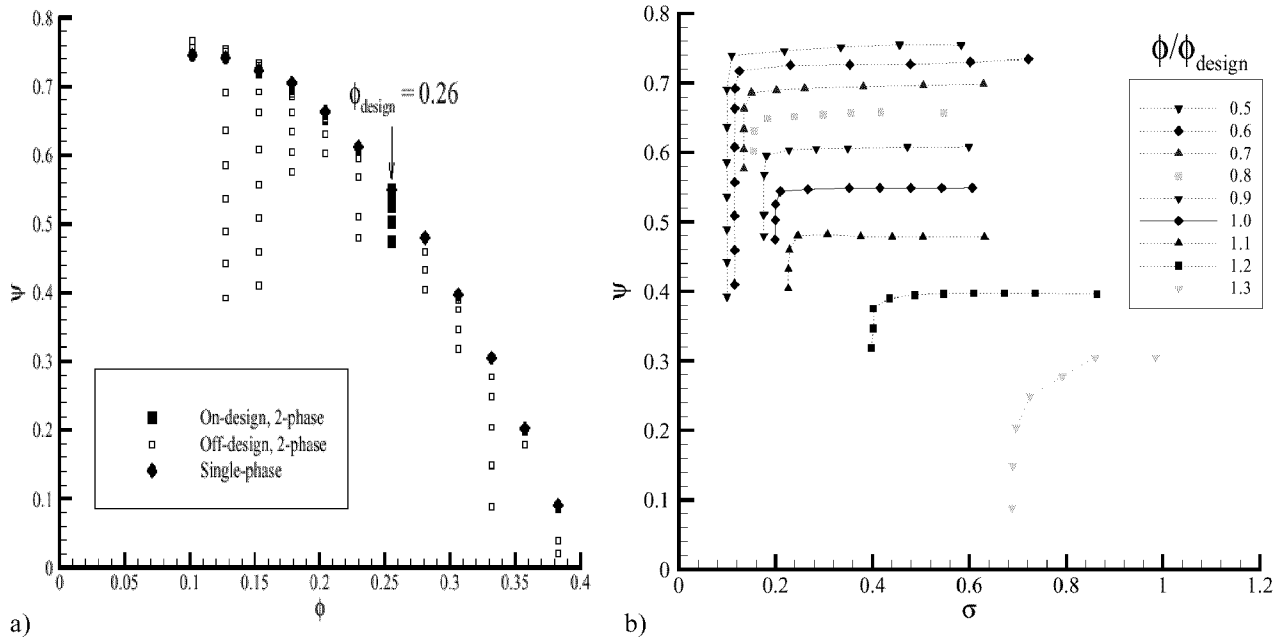 0.8
0.7
0.6
0.5
0.4
0.3
0.2
0.1
0
ψ
ϕdesign = 0.26
On-design, 2-phase
Off-design, 2-phase
Single-phase
0 0.05 0.1 0.15 0.2 0.25 0.3 0.35 0.4
ϕ
a)
0.8
0.7
0.6
0.5
0.4
0.3
0.2
0.1
0
ψ
ϕ/ϕdesign
0.5
0.6
0.7
0.8
0.9
1.0
1.1
1.2
1.3
0 0.2 0.4 0.6 0.8 1 1.2
σ
b)